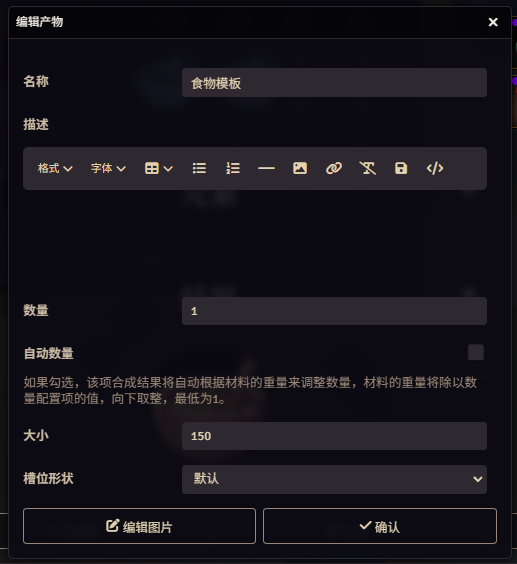 编辑产物
名称
食物模板
描述
格式
字体
数量
1
自动数量
如果勾选，该项合成结果将自动根据材料的重量来调整数量，材料的重量将除以数
量配置项的值，向下取整，最低为1。
大小
150
槽位形状
默认
编辑图片
确认